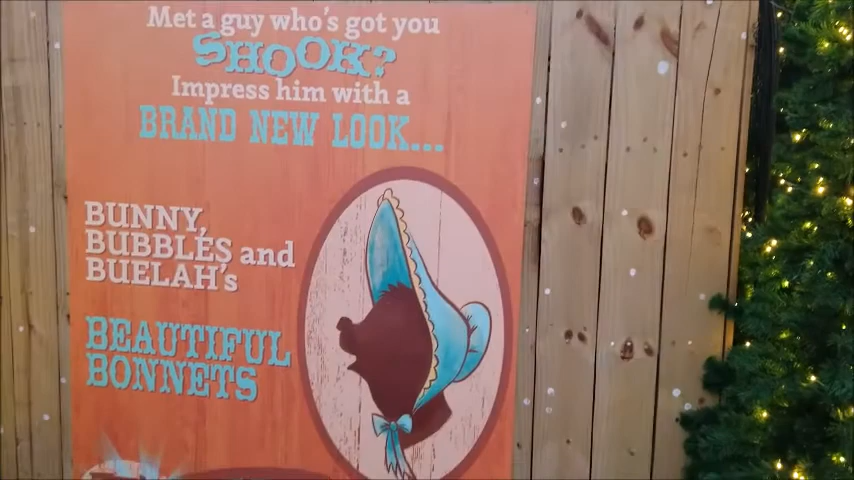 Met a guy who's got you
SHOOK?
Impress him with a
BRAND NEW LOOK....
BUNNY,
BUBBLES and
BUELAH'S
BEAUTIFUL
BONNETS